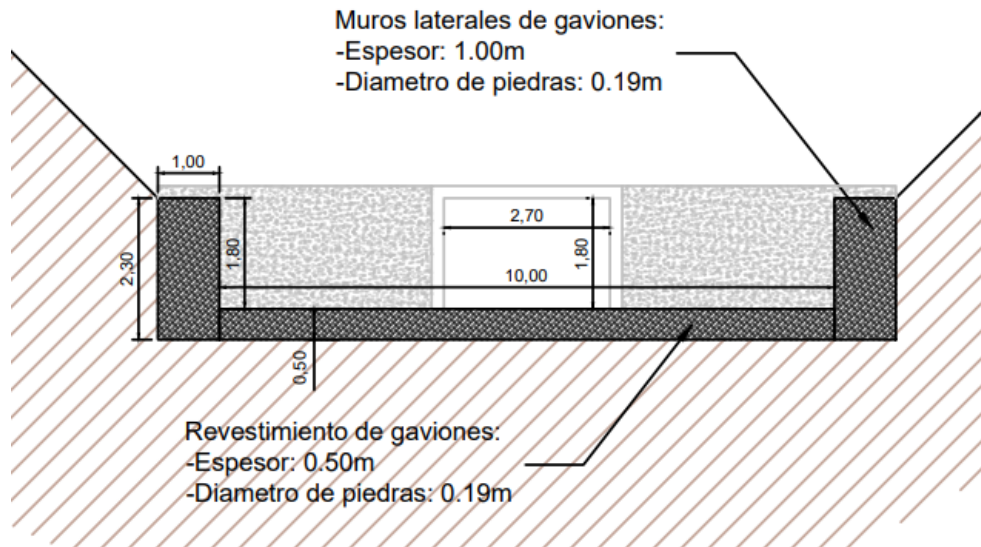 Muros laterales de gaviones:
-Espesor: 1.00m
-Diametro de piedras: 0.19m
1,00
2,70
2,30
1,80
1,80
10,00
0,50
Revestimiento de gaviones:
-Espesor: 0.50m
-Diametro de piedras: 0.19m